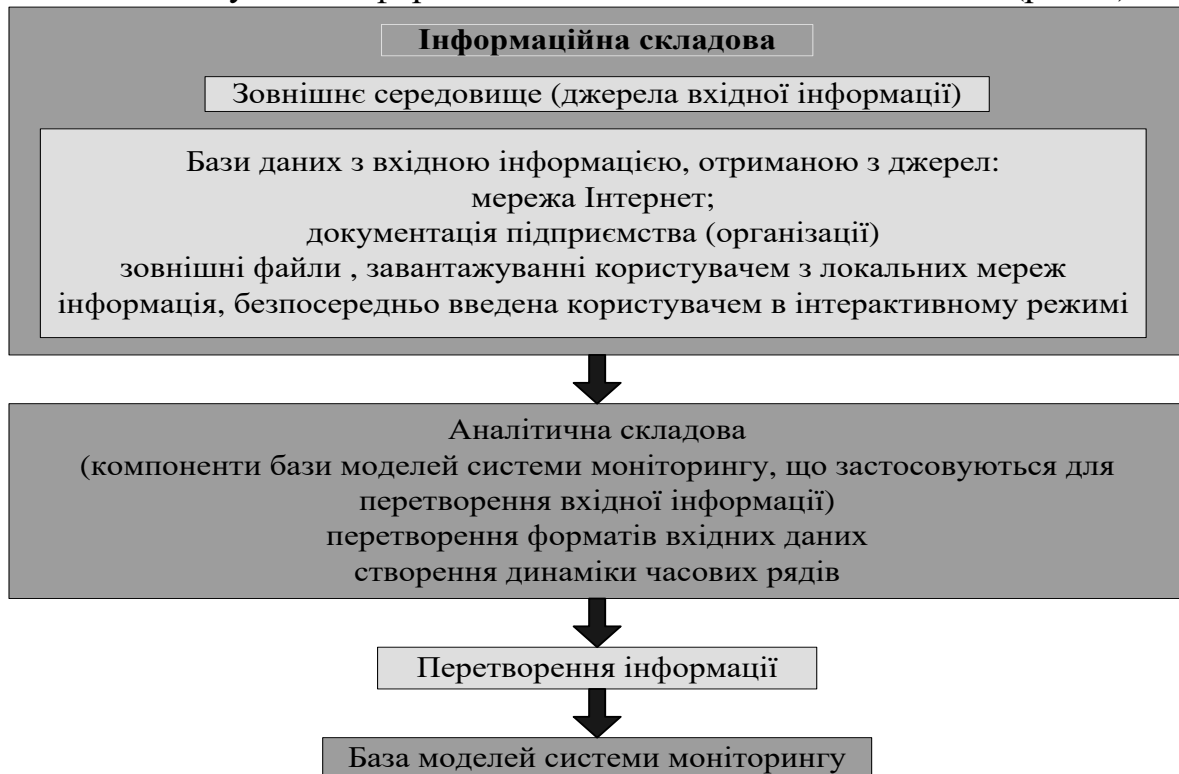 Інформаційна складова
Зовнішнє середовище (джерела вхідної інформації)
Бази даних з вхідною інформацією, отриманою з джерел:
мережа Інтернет;
документація підприємства (організації)
зовнішні файли , завантажуванні користувачем з локальних мереж
інформація, безпосередньо введена користувачем в інтерактивному режимі
Аналітична складова
(компоненти бази моделей системи моніторингу, що застосовуються для
перетворення вхідної інформації)
перетворення форматів вхідних даних
створення динаміки часових рядів
Перетворення інформації
База моделей системи моніторингу